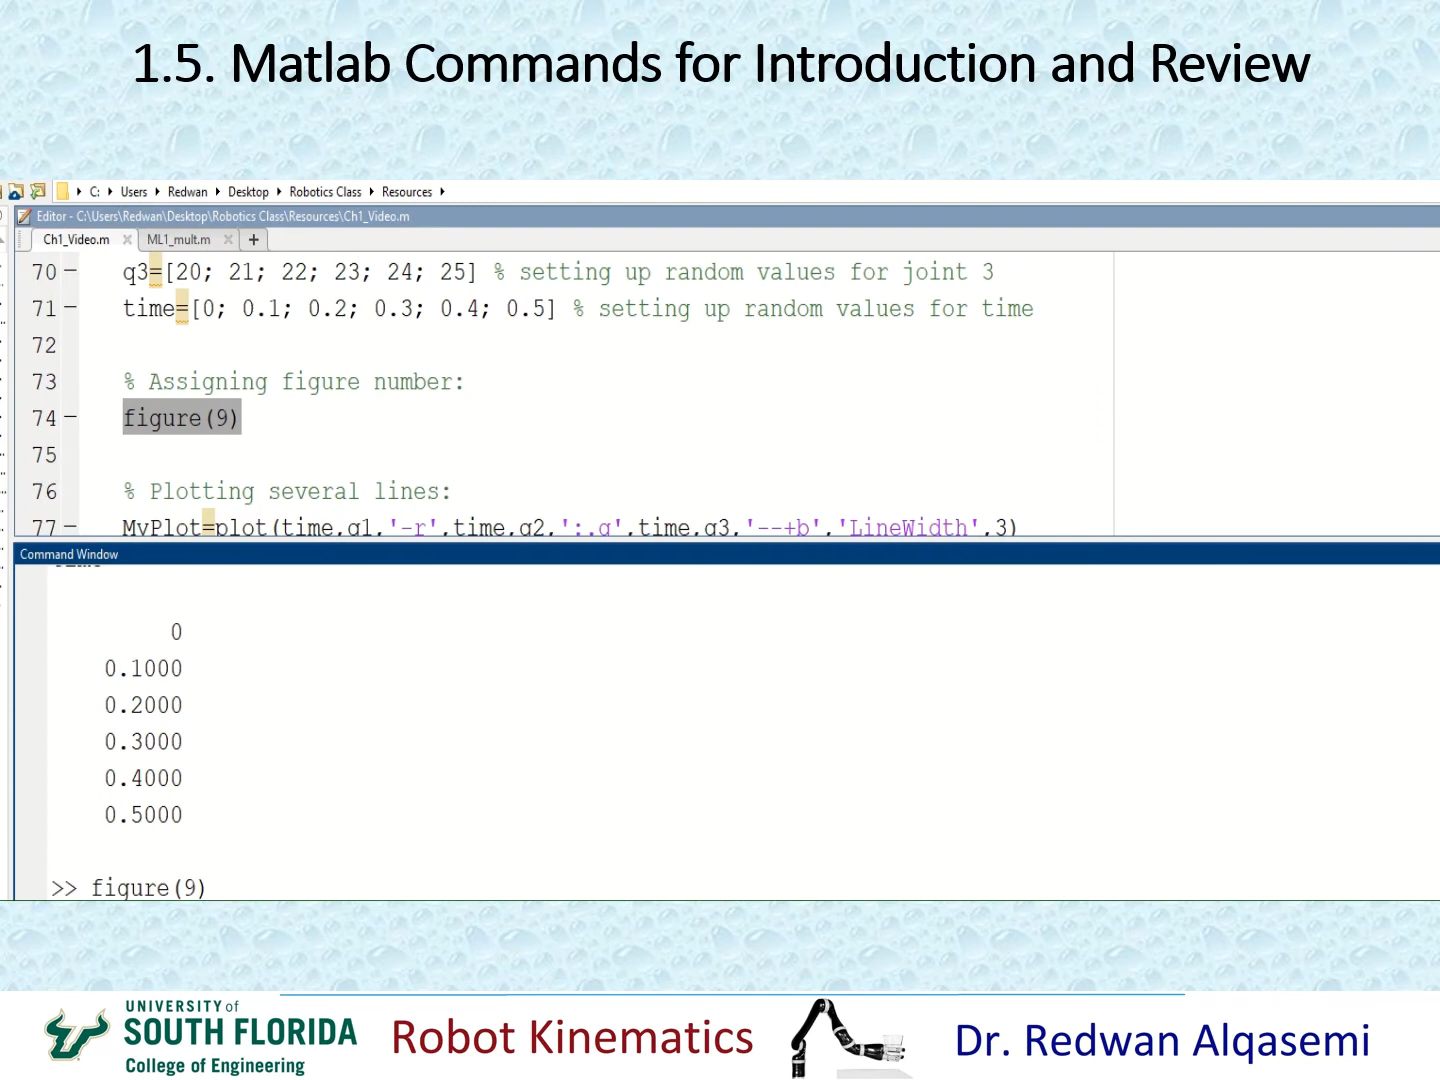 1.5. Matlab Commands for Introduction and Review
C: Users Redwan Desktop Robotics Class Resources
Editor - C:\Users\Redwan\Desktop\Robotics Class\Resources\Ch1_Video.m
Ch1_Video.m ML1_mult.m +
70 q3=[20; 21; 22; 23; 24; 25] % setting up random values for joint 3
71 time=[0; 0.1; 0.2; 0.3; 0.4; 0.5] % setting up random values for time
72
73 % Assigning figure number:
74 figure(9)
75
76 % Plotting several lines:
77 MyPlot=plot(time,q1,'-r',time,q2,':.g',time,q3,'--+b','LineWidth',3)
Command Window
0
0.1000
0.2000
0.3000
0.4000
0.5000
>> figure(9)
UNIVERSITY of
SOUTH FLORIDA
College of Engineering
Robot Kinematics
Dr. Redwan Alqasemi